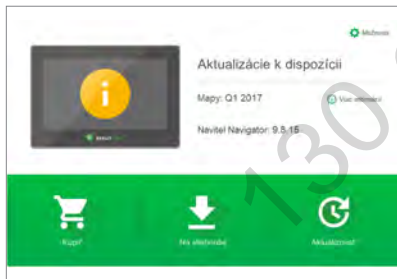 Možnosti
Aktualizácie k dispozícii
Mapy: Q1 2017
Viac informácií
Navitel Navigator: 9.8.15
Kúpiť
Na stiahnutie
Aktualizovať
130